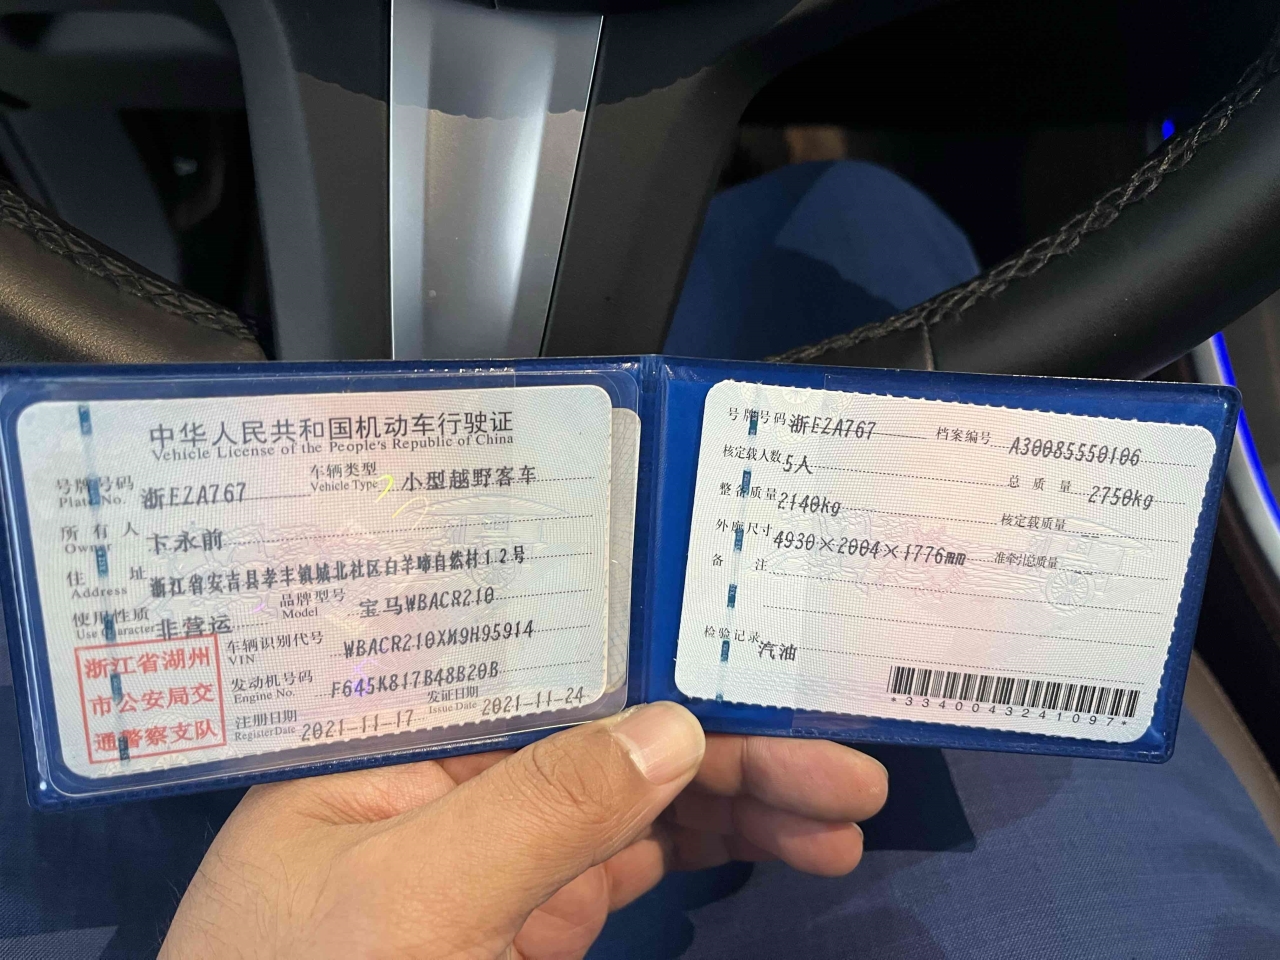 中华人民共和国机动车行驶证
Vehicle License of the People's Republic of China
号牌号码 浙EZA767 车辆类型 小型越野客车
Plate No. Vehicle Type
所有人 卞永前
Owner
住址 浙江省安吉县孝丰镇城北社区白羊啼自然村12号
Address
使用性质 非营运 品牌型号 宝马WBACR210
Use Character Model
浙江省湖州
市公安局交
通警察支队
车辆识别代号 WBACR210XM9H95914
VIN
发动机号码 F645K817B48B20B
Engine No.
注册日期 2021-11-17 发证日期 2021-11-24
Register Date Issue Date
号牌号码 浙EZA767 档案编号 A30085550106
核定载人数 5人 总质量 2750kg
整备质量 2140kg 核定载质量
外廓尺寸 4930×2004×1776mm 准牵引总质量
备注
检验记录 汽油
*3340043241097*